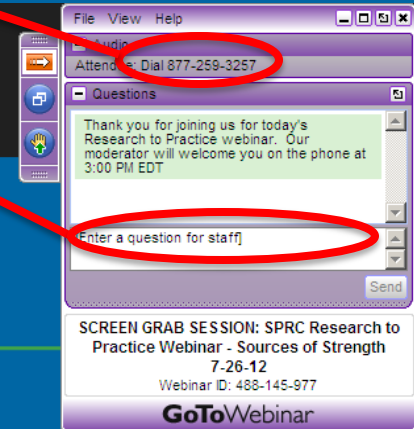 File View Help
Audio
Attendee: Dial 877-259-3257
Questions
Thank you for joining us for today's
Research to Practice webinar. Our
moderator will welcome you on the phone at
3:00 PM EDT
[Enter a question for staff]
Send
SCREEN GRAB SESSION: SPRC Research to
Practice Webinar - Sources of Strength
7-26-12
Webinar ID: 488-145-977
GoToWebinar